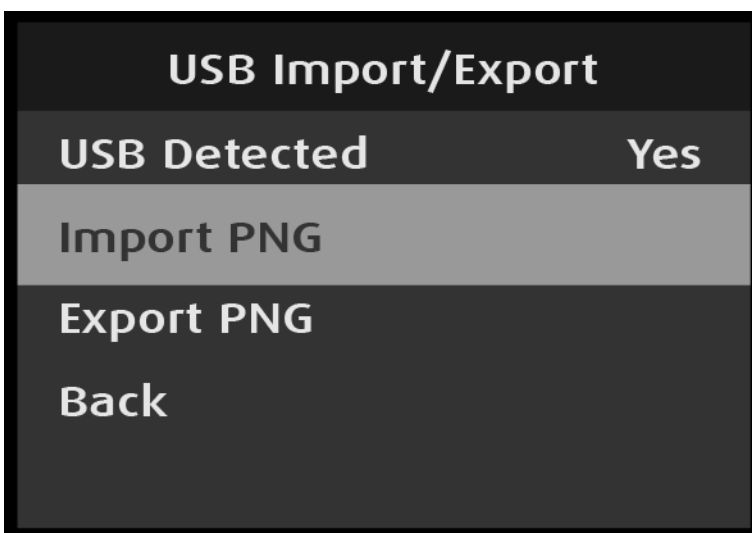 USB Import/Export
USB Detected Yes
Import PNG
Export PNG
Back